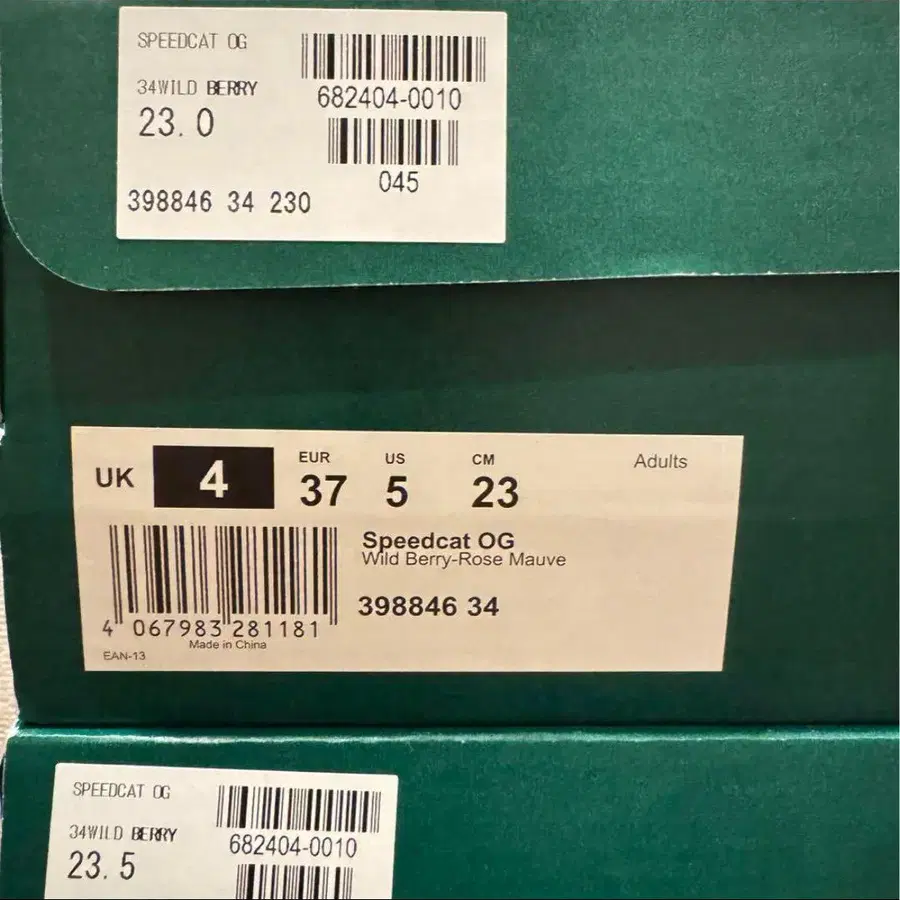 SPEEDCAT OG
34WILD BERRY
23.0
682404-0010
045
398846 34 230
UK 4 EUR 37 US 5 CM 23 Adults
Speedcat OG
Wild Berry-Rose Mauve
398846 34
4 067983 281181
Made in China
EAN-13
SPEEDCAT OG
34WILD BERRY
23.5
682404-0010